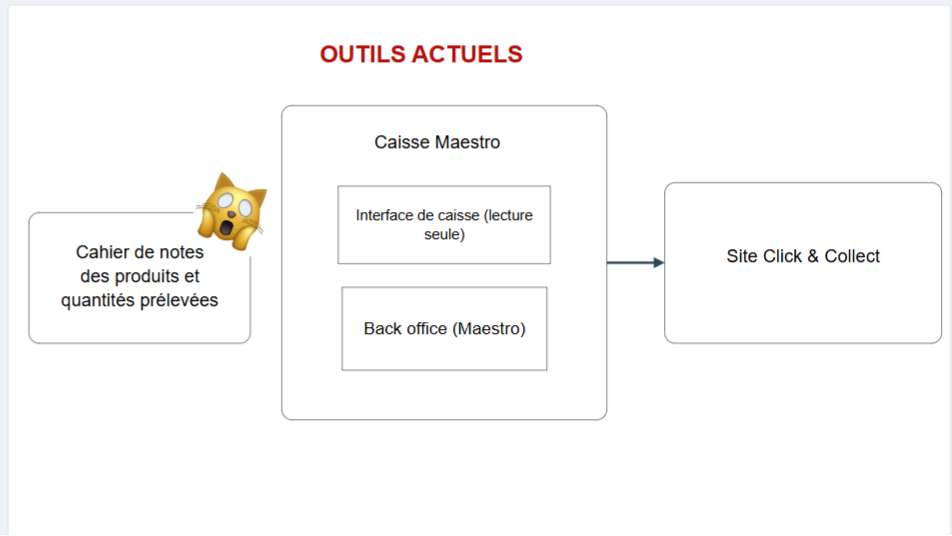 OUTILS ACTUELS
Caisse Maestro
Interface de caisse (lecture
seule)
Back office (Maestro)
Cahier de notes
des produits et
quantités prélevées
Site Click & Collect